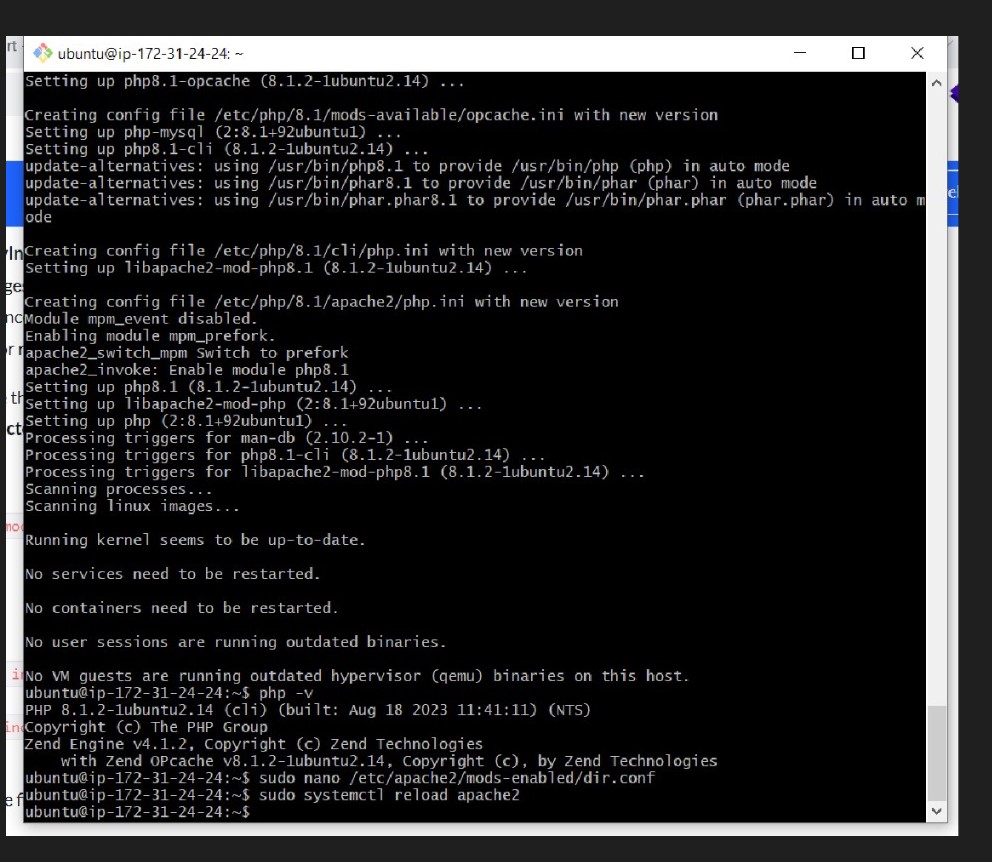 ubuntu@ip-172-31-24-24: ~
Setting up php8.1-opcache (8.1.2-1ubuntu2.14) ...
Creating config file /etc/php/8.1/mods-available/opcache.ini with new version
Setting up php-mysql (2:8.1+92ubuntu1) ...
Setting up php8.1-cli (8.1.2-1ubuntu2.14) ...
update-alternatives: using /usr/bin/php8.1 to provide /usr/bin/php (php) in auto mode
update-alternatives: using /usr/bin/phar8.1 to provide /usr/bin/phar (phar) in auto mode
update-alternatives: using /usr/bin/phar.phar8.1 to provide /usr/bin/phar.phar (phar.phar) in auto m
ode
Creating config file /etc/php/8.1/cli/php.ini with new version
Setting up libapache2-mod-php8.1 (8.1.2-1ubuntu2.14) ...
Creating config file /etc/php/8.1/apache2/php.ini with new version
Module mpm_event disabled.
Enabling module mpm_prefork.
apache2_switch_mpm Switch to prefork
apache2_invoke: Enable module php8.1
Setting up php8.1 (8.1.2-1ubuntu2.14) ...
Setting up libapache2-mod-php (2:8.1+92ubuntu1) ...
Setting up php (2:8.1+92ubuntu1) ...
Processing triggers for man-db (2.10.2-1) ...
Processing triggers for php8.1-cli (8.1.2-1ubuntu2.14) ...
Processing triggers for libapache2-mod-php8.1 (8.1.2-1ubuntu2.14) ...
Scanning processes...
Scanning linux images...
Running kernel seems to be up-to-date.
No services need to be restarted.
No containers need to be restarted.
No user sessions are running outdated binaries.
No VM guests are running outdated hypervisor (qemu) binaries on this host.
ubuntu@ip-172-31-24-24:~$ php -v
PHP 8.1.2-1ubuntu2.14 (cli) (built: Aug 18 2023 11:41:11) (NTS)
Copyright (c) The PHP Group
Zend Engine v4.1.2, Copyright (c) Zend Technologies
with Zend OPcache v8.1.2-1ubuntu2.14, Copyright (c), by Zend Technologies
ubuntu@ip-172-31-24-24:~$ sudo nano /etc/apache2/mods-enabled/dir.conf
ubuntu@ip-172-31-24-24:~$ sudo systemctl reload apache2
ubuntu@ip-172-31-24-24:~$